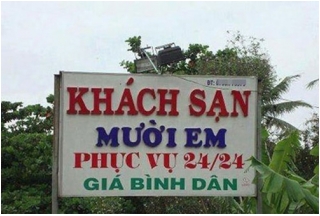 KHÁCH SẠN
MƯỜI EM
PHỤC VỤ 24/24
GIÁ BÌNH DÂN